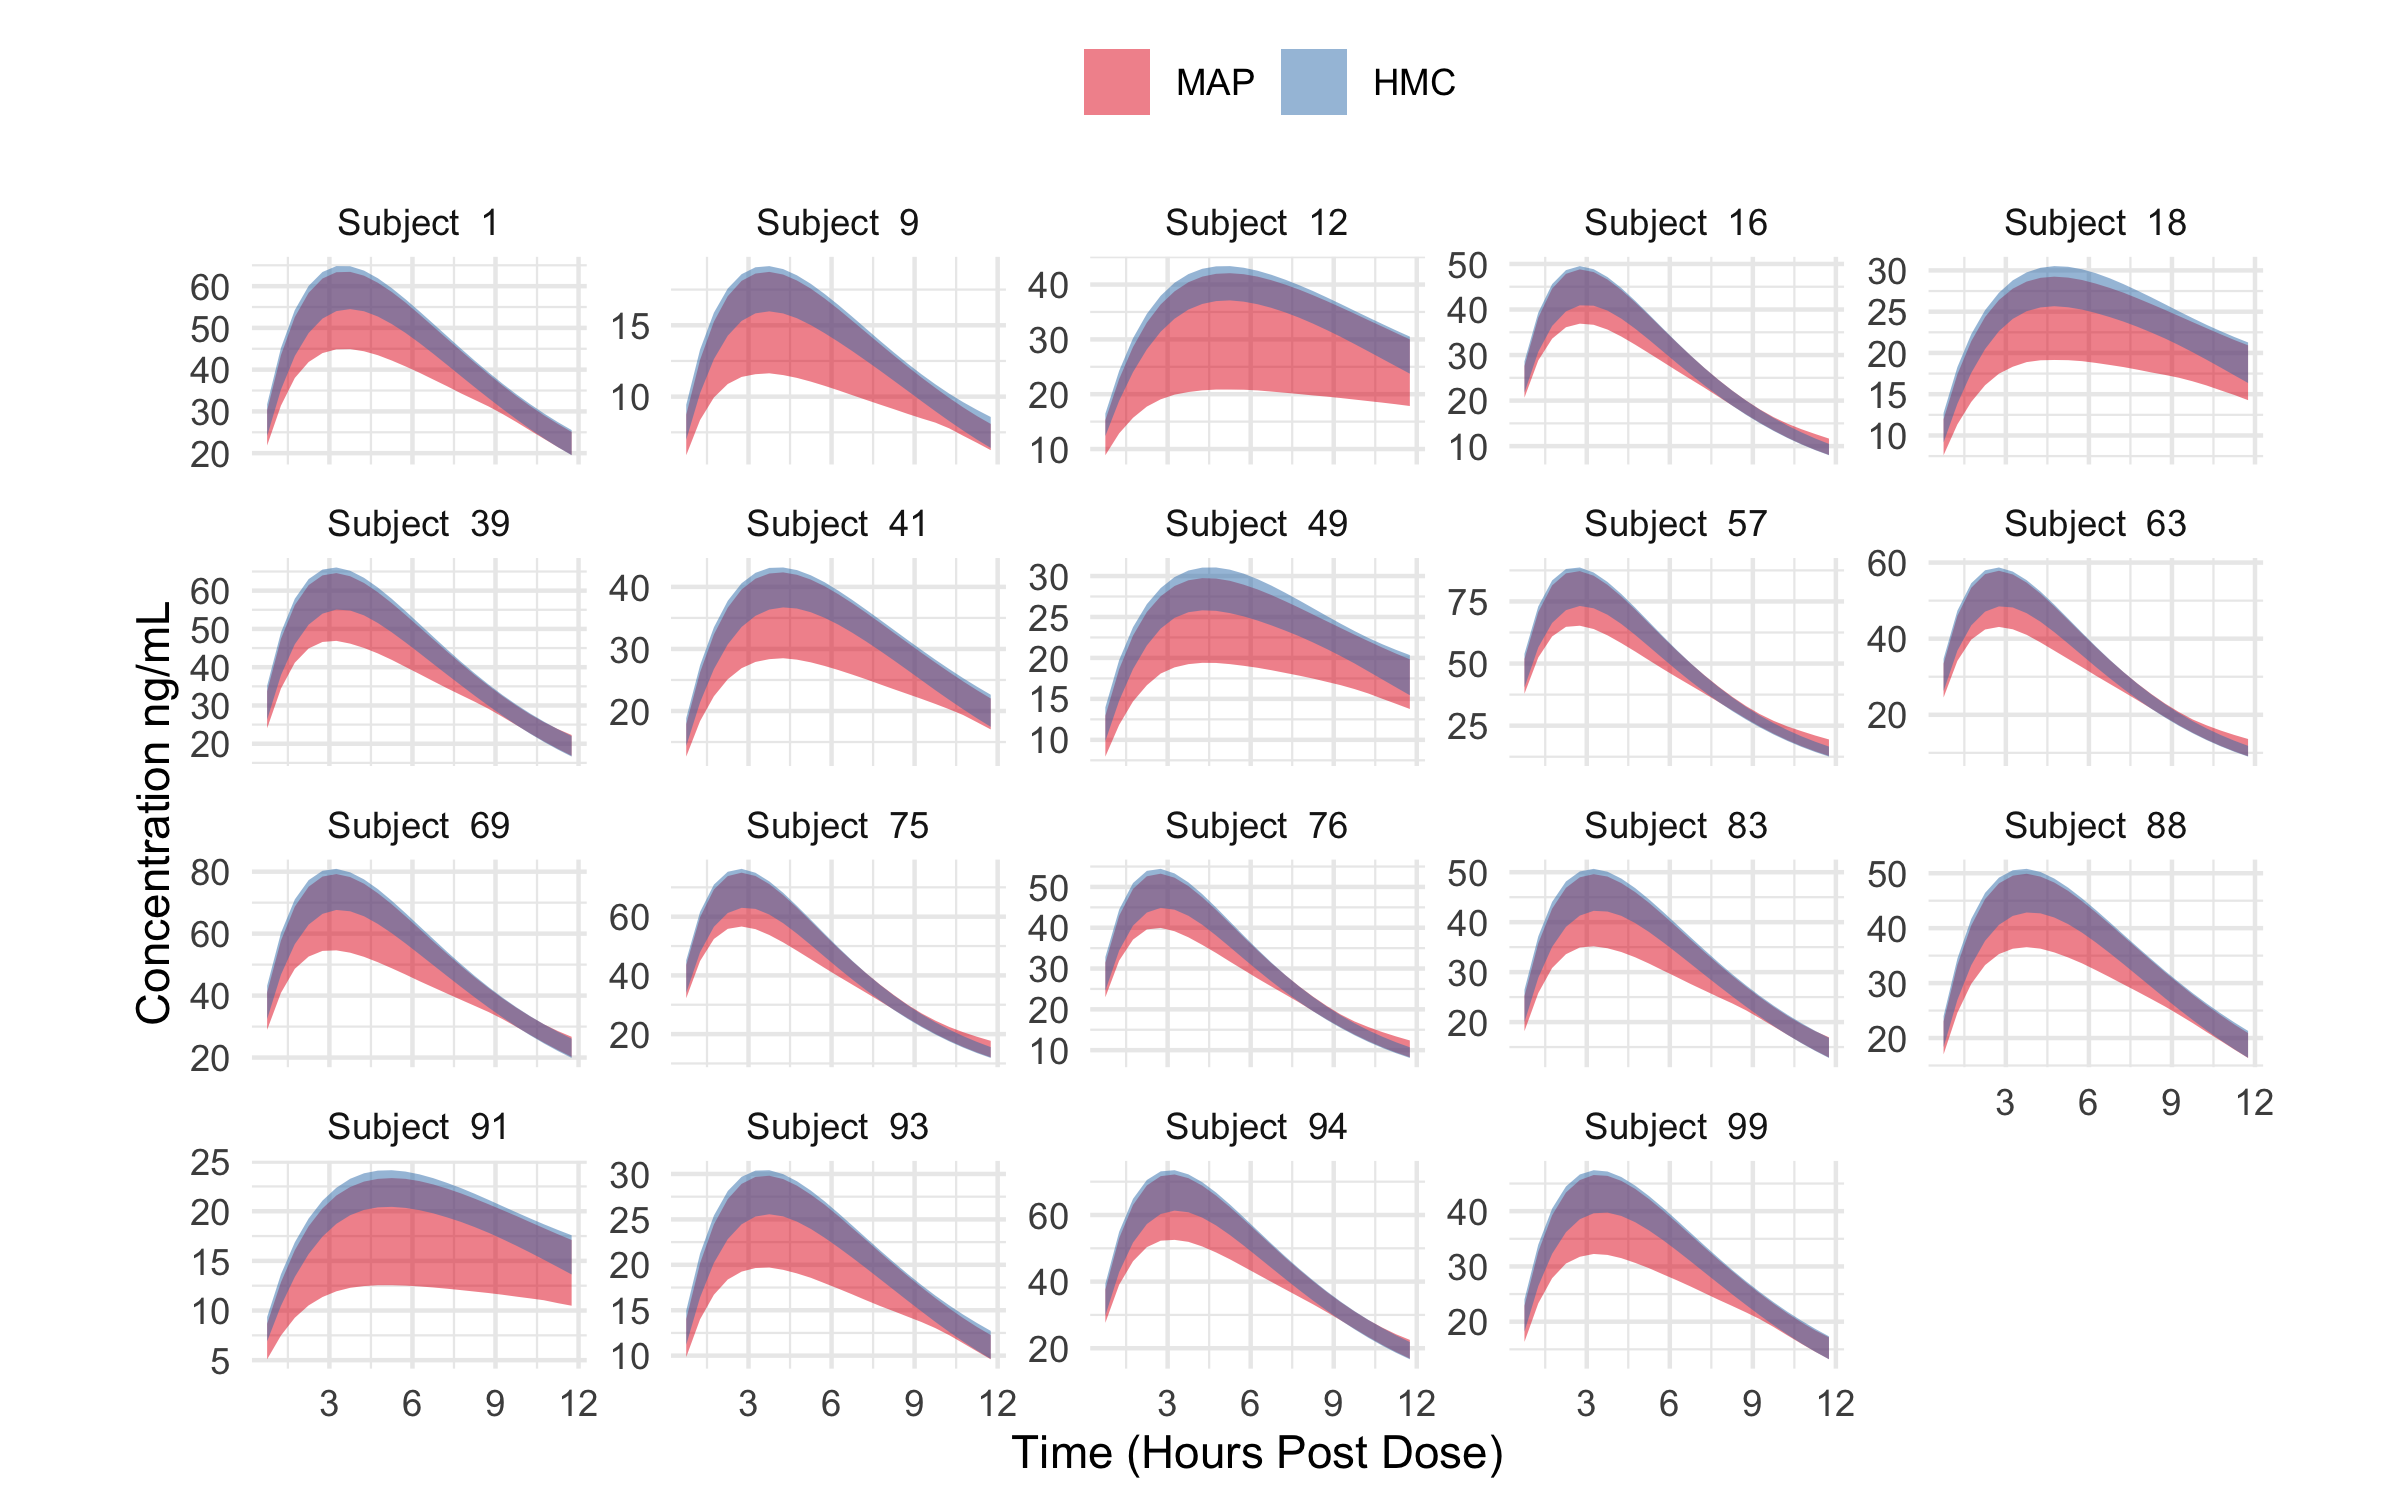 MAP HMC
Subject 1 Subject 9 Subject 12 Subject 16 Subject 18
60 50 40 30 20
15 10
40 30 20 10
50 40 30 20 10
30 25 20 15 10
Subject 39 Subject 41 Subject 49 Subject 57 Subject 63
60 50 40 30 20
40 30 20
30 25 20 15 10
75 50 25
60 40 20
Subject 69 Subject 75 Subject 76 Subject 83 Subject 88
80 60 40 20
60 40 20
50 40 30 20 10
50 40 30 20
50 40 30 20
3 6 9 12
Subject 91 Subject 93 Subject 94 Subject 99
25 20 15 10 5
30 25 20 15 10
60 40 20
40 30 20
3 6 9 12 3 6 9 12 3 6 9 12 3 6 9 12
Concentration ng/mL
Time (Hours Post Dose)